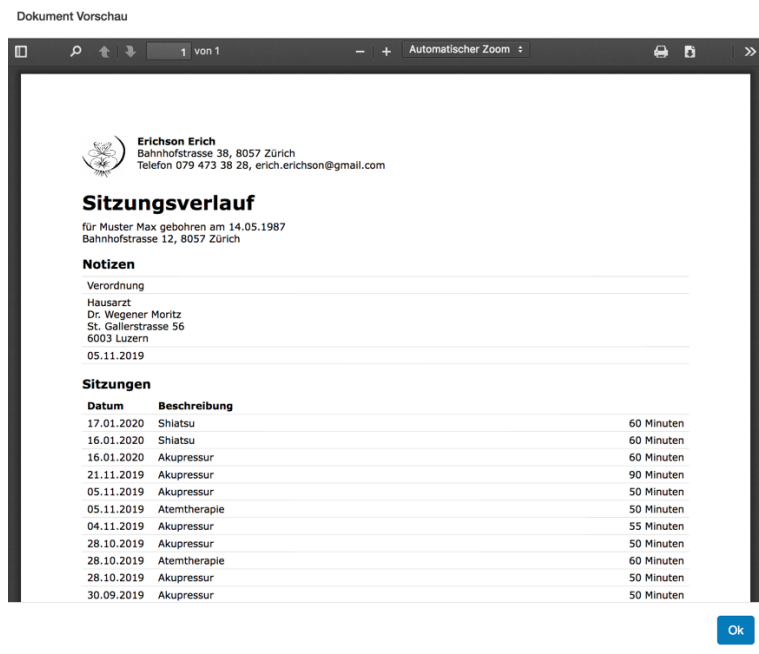 Dokument Vorschau
1 von 1
Automatischer Zoom
Erichson Erich
Bahnhofstrasse 38, 8057 Zürich
Telefon 079 473 38 28, erich.erichson@gmail.com
Sitzungsverlauf
für Muster Max gebohren am 14.05.1987
Bahnhofstrasse 12, 8057 Zürich
Notizen
Verordnung
Hausarzt
Dr. Wegener Moritz
St. Gallerstrasse 56
6003 Luzern
05.11.2019
Sitzungen
Datum Beschreibung
17.01.2020 Shiatsu 60 Minuten
16.01.2020 Shiatsu 60 Minuten
16.01.2020 Akupressur 60 Minuten
21.11.2019 Akupressur 90 Minuten
05.11.2019 Akupressur 50 Minuten
05.11.2019 Atemtherapie 50 Minuten
04.11.2019 Akupressur 55 Minuten
28.10.2019 Akupressur 50 Minuten
28.10.2019 Atemtherapie 60 Minuten
28.10.2019 Akupressur 50 Minuten
30.09.2019 Akupressur 50 Minuten
Ok